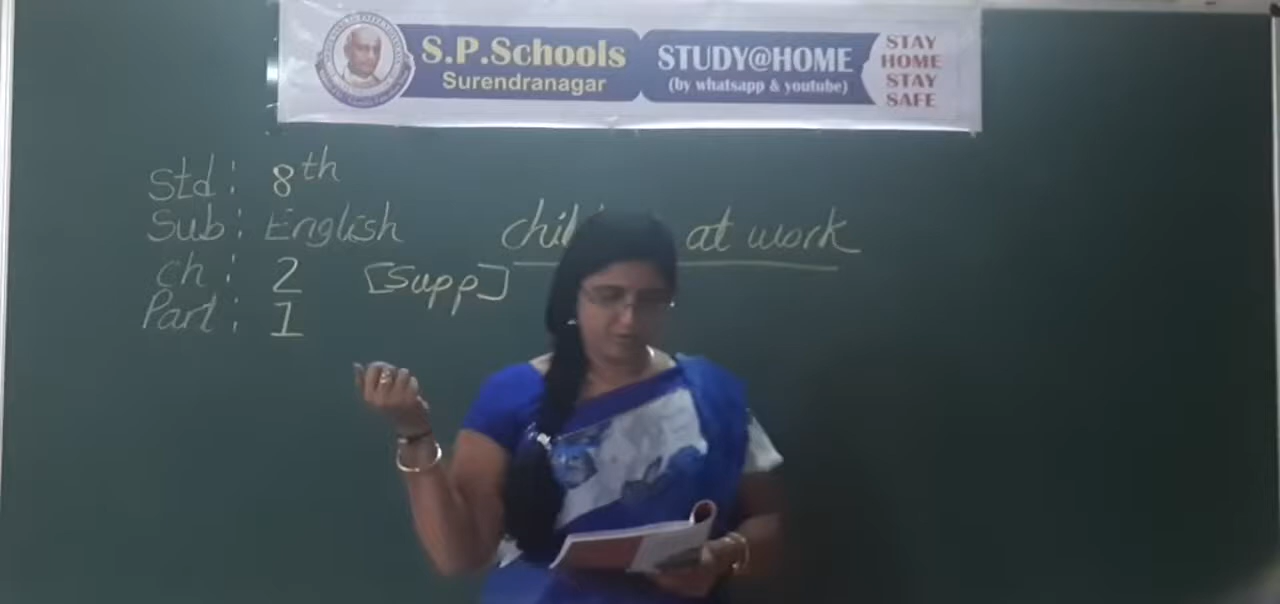 S.P.Schools
Surendranagar
STUDY@HOME
(by whatsapp & youtube)
STAY
HOME
STAY
SAFE
Std: 8th
Sub: English
at work
ch: 2 [Supp]
Part: 1